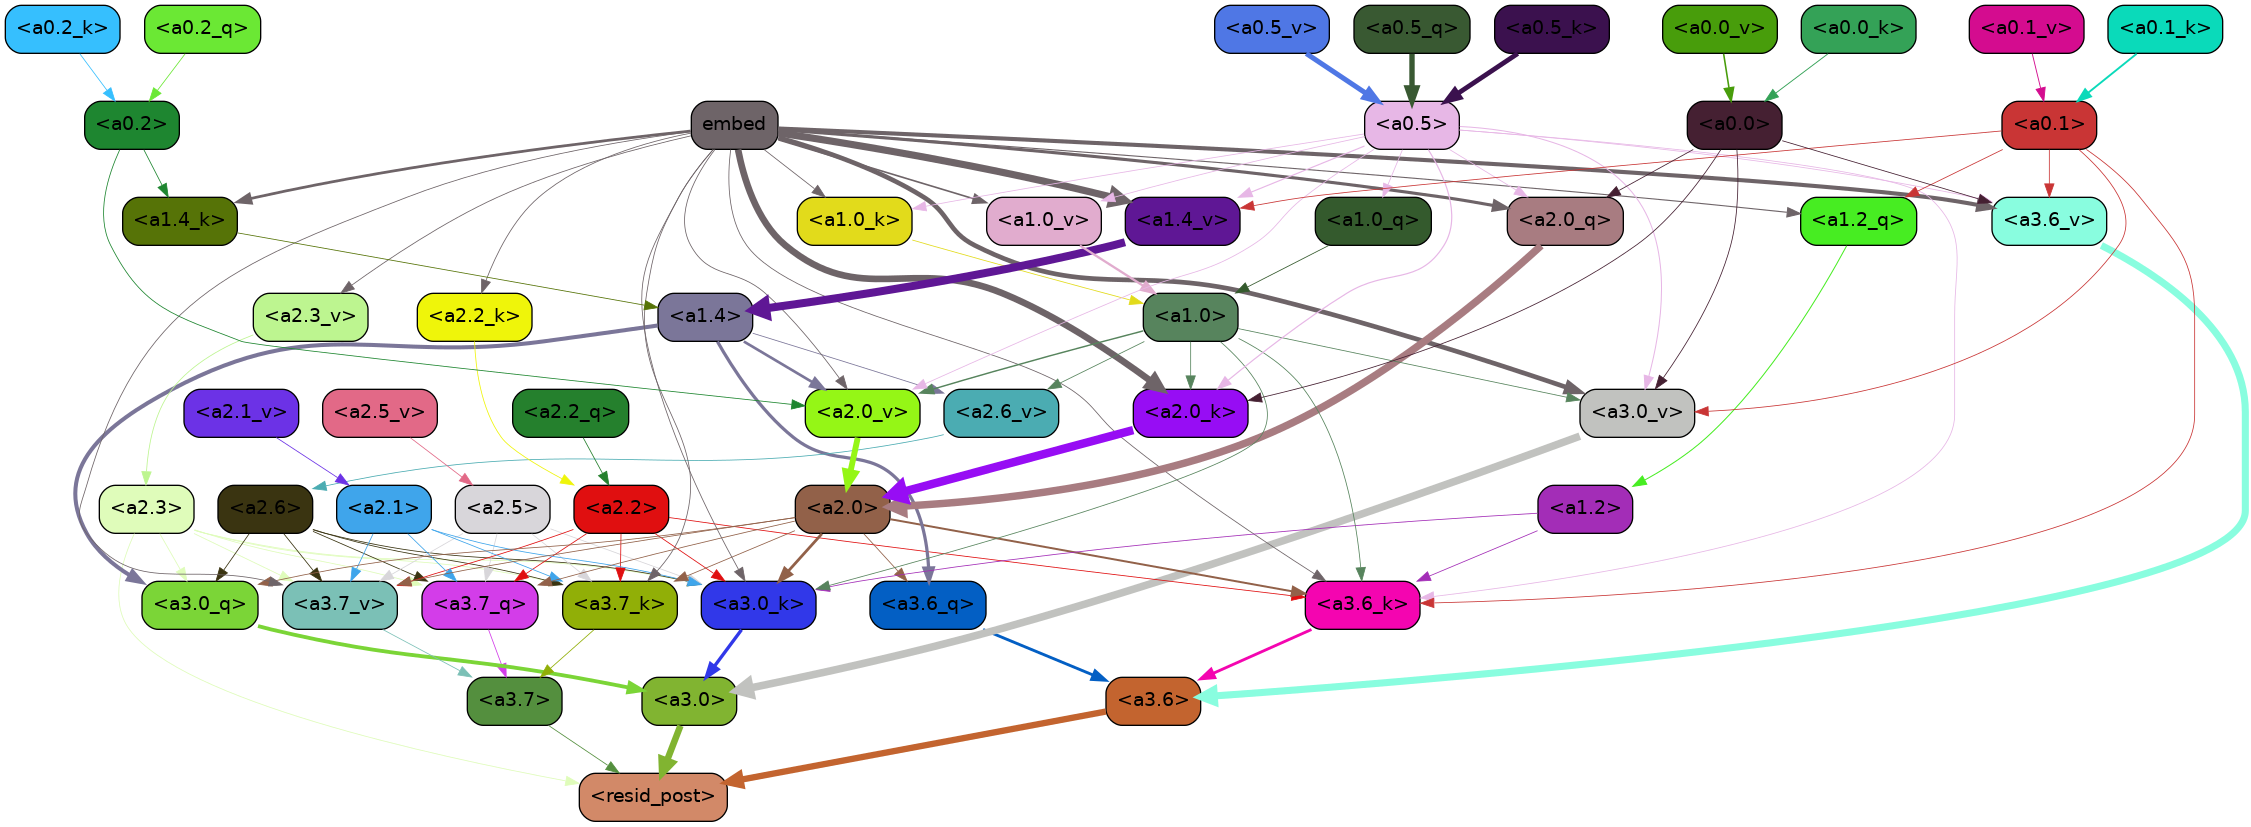 <a0.2_k> <a0.2_q> <a0.5_v> <a0.5_q> <a0.5_k> <a0.0_v> <a0.0_k> <a0.1_v> <a0.1_k>
<a0.2> embed <a0.5> <a0.0> <a0.1>
<a1.4_k> <a1.0_k> <a1.0_v> <a1.4_v> <a1.0_q> <a2.0_q> <a1.2_q> <a3.6_v>
<a2.3_v> <a2.2_k> <a1.4> <a1.0>
<a2.1_v> <a2.5_v> <a2.2_q> <a2.0_v> <a2.6_v> <a2.0_k> <a3.0_v>
<a2.3> <a2.6> <a2.1> <a2.5> <a2.2> <a2.0> <a1.2>
<a3.0_q> <a3.7_v> <a3.7_q> <a3.7_k> <a3.0_k> <a3.6_q> <a3.6_k>
<a3.7> <a3.0> <a3.6>
<resid_post>